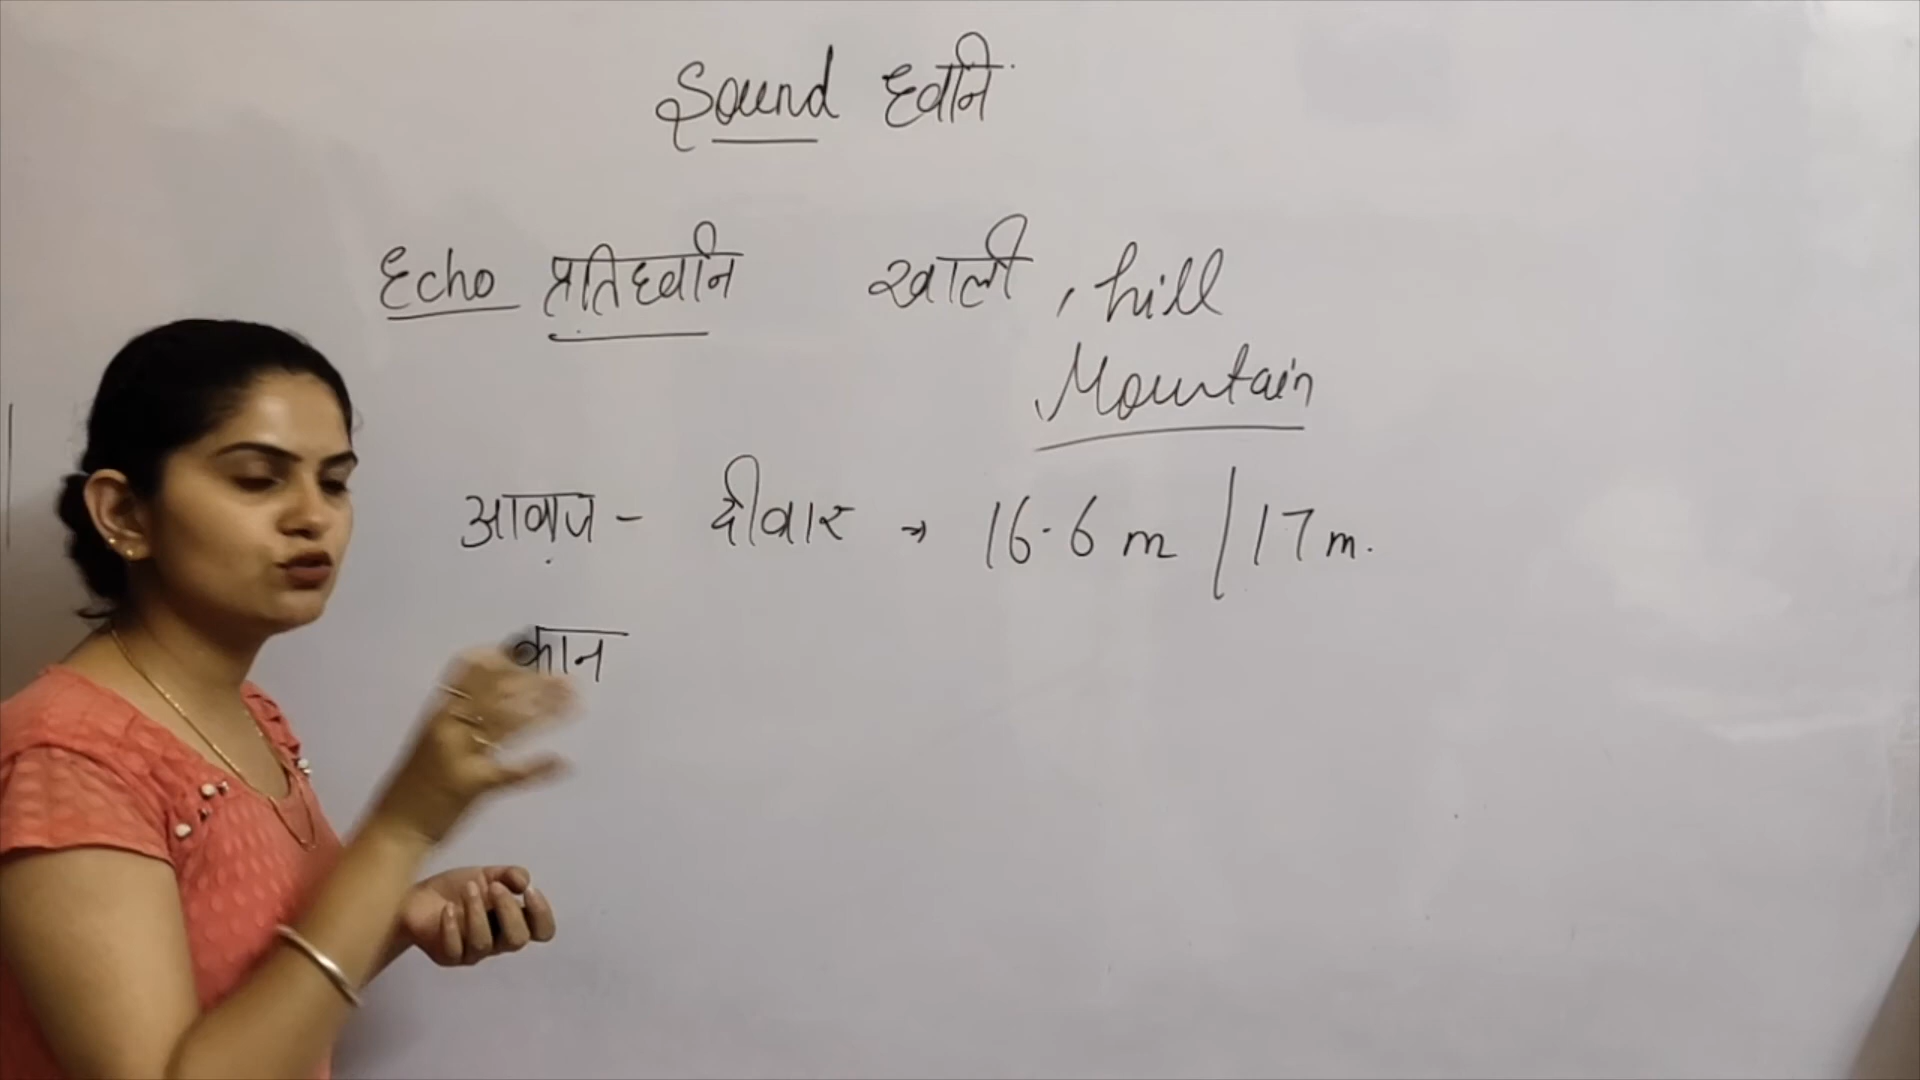 Sound ध्वनि
Echo प्रतिध्वनि खाली, hill
Mountain
आवाज़ - दीवार → 16.6 m / 17 m.
कान